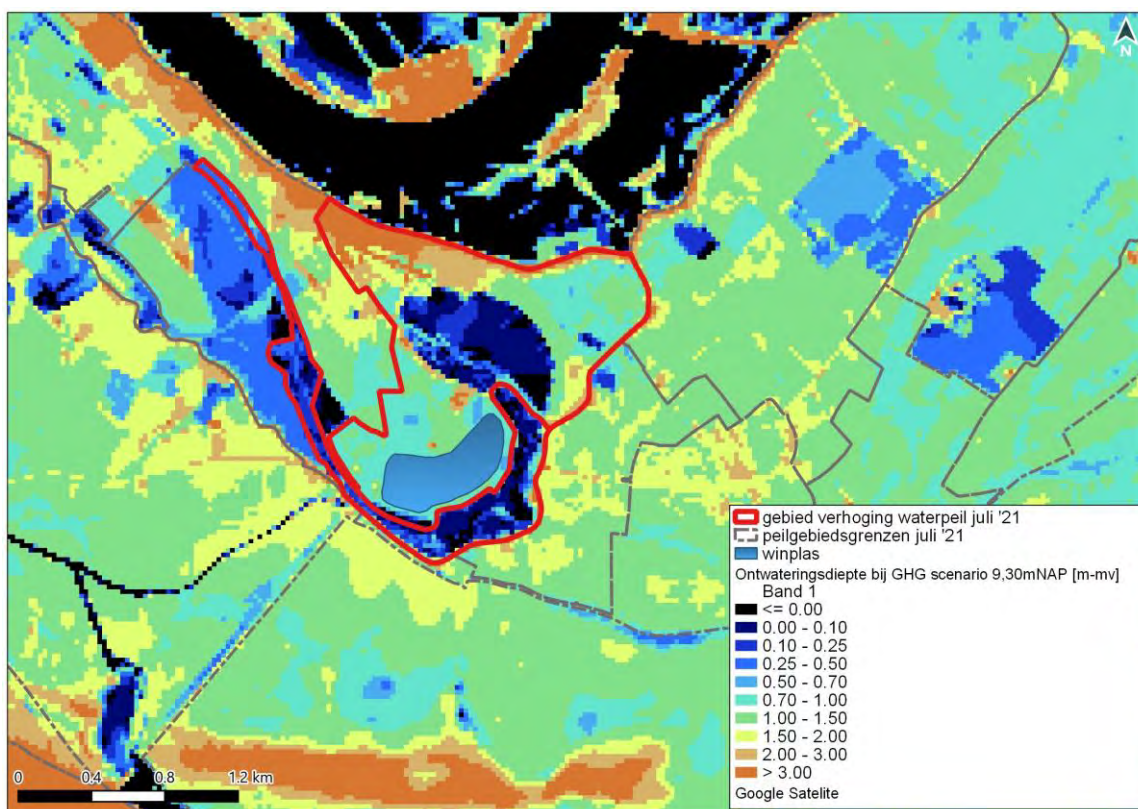 N
gebied verhoging waterpeil juli '21
peilgebiedsgrenzen juli '21
winplas
Ontwateringsdiepte bij GHG scenario 9,30mNAP [m-mv]
Band 1
<= 0.00
0.00 - 0.10
0.10 - 0.25
0.25 - 0.50
0.50 - 0.70
0.70 - 1.00
1.00 - 1.50
1.50 - 2.00
2.00 - 3.00
> 3.00
Google Satelite
0 0.4 0.8 1.2 km